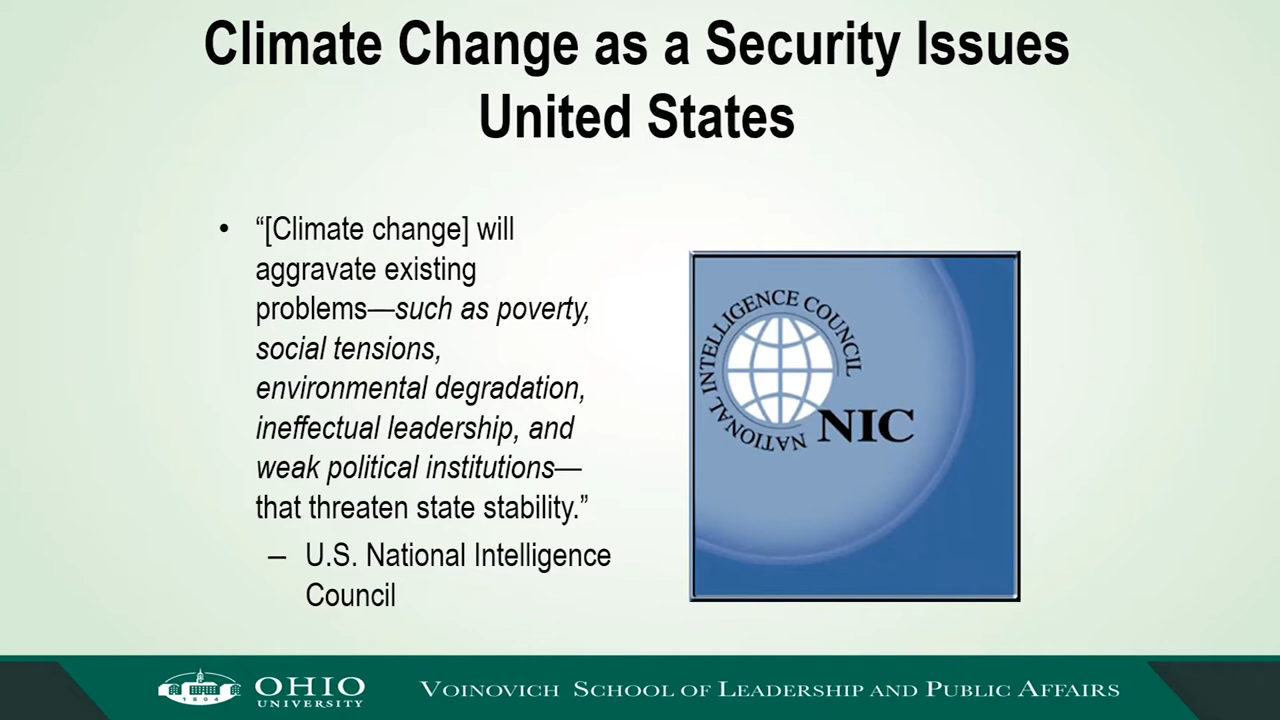 Climate Change as a Security Issues
United States
• “[Climate change] will
aggravate existing
problems—such as poverty,
social tensions,
environmental degradation,
ineffectual leadership, and
weak political institutions—
that threaten state stability.”
– U.S. National Intelligence
Council
NATIONAL INTELLIGENCE COUNCIL
NIC
1804
OHIO
UNIVERSITY
VOINOVICH SCHOOL OF LEADERSHIP AND PUBLIC AFFAIRS